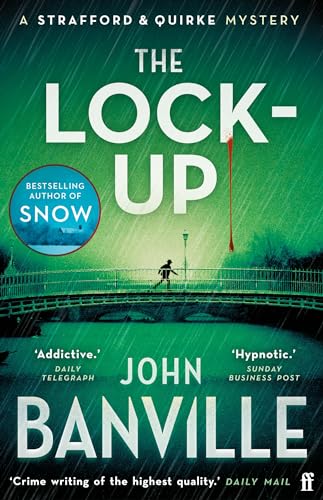 A STRAFFORD & QUIRKE MYSTERY
THE
LOCK-
UP
BESTSELLING
AUTHOR OF
SNOW
‘Addictive.’
DAILY
TELEGRAPH
‘Hypnotic.’
SUNDAY
BUSINESS POST
JOHN
BANVILLE
‘Crime writing of the highest quality.’ DAILY MAIL
ff